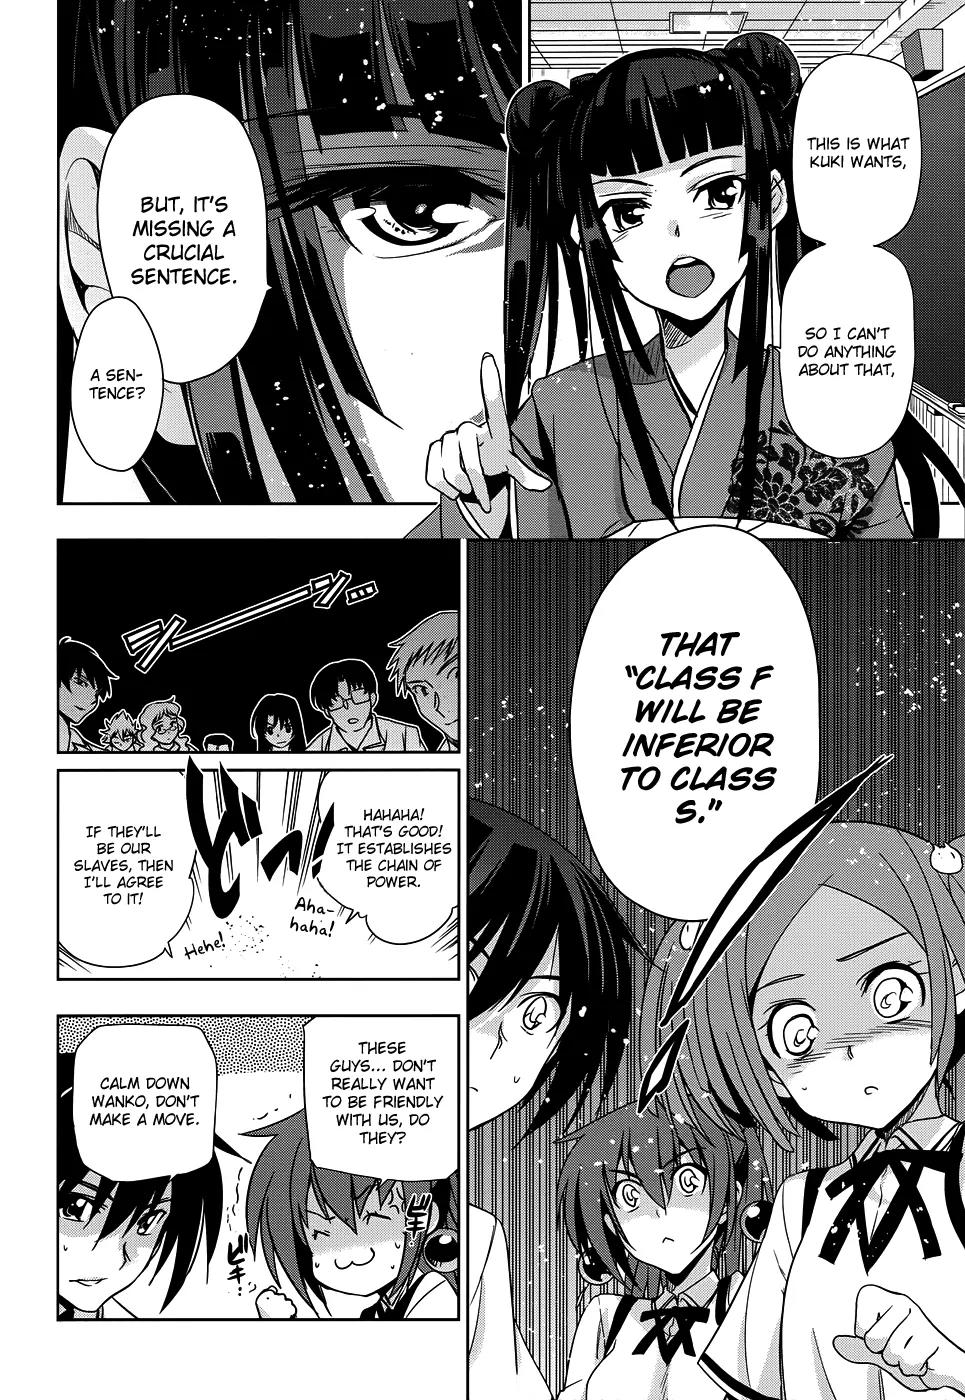 THIS IS WHAT
KUKI WANTS,
SO I CAN'T
DO ANYTHING
ABOUT THAT,
BUT, IT'S
MISSING A
CRUCIAL
SENTENCE.
A SEN-
TENCE?
THAT
"CLASS F
WILL BE
INFERIOR
TO CLASS
S."
HAHAHA!
THAT'S GOOD!
IT ESTABLISHES
THE CHAIN OF
POWER.
Aha-
haha!
IF THEY'LL
BE OUR
SLAVES, THEN
I'LL AGREE
TO IT!
Hehe!
THESE
GUYS... DON'T
REALLY WANT
TO BE FRIENDLY
WITH US, DO
THEY?
CALM DOWN
WANKO, DON'T
MAKE A MOVE.